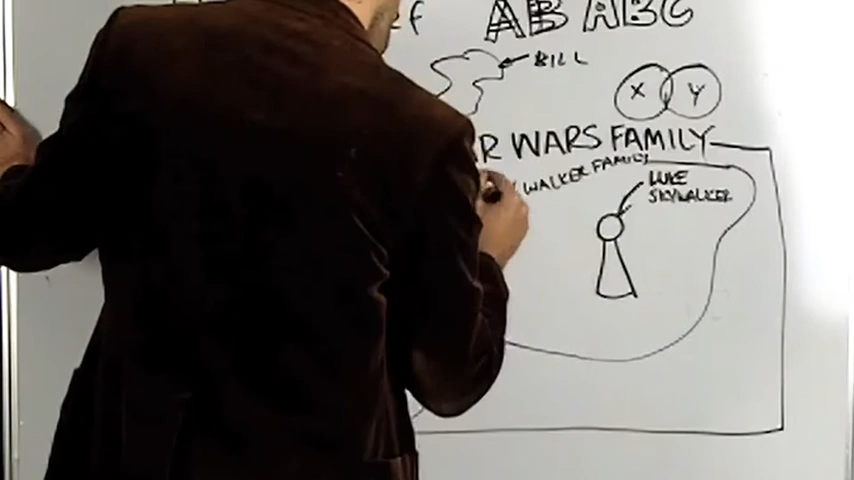 AB ABC
BILL
X Y
R WARS FAMILY
WALKER FAMILY
LUKE
SKYWALKER